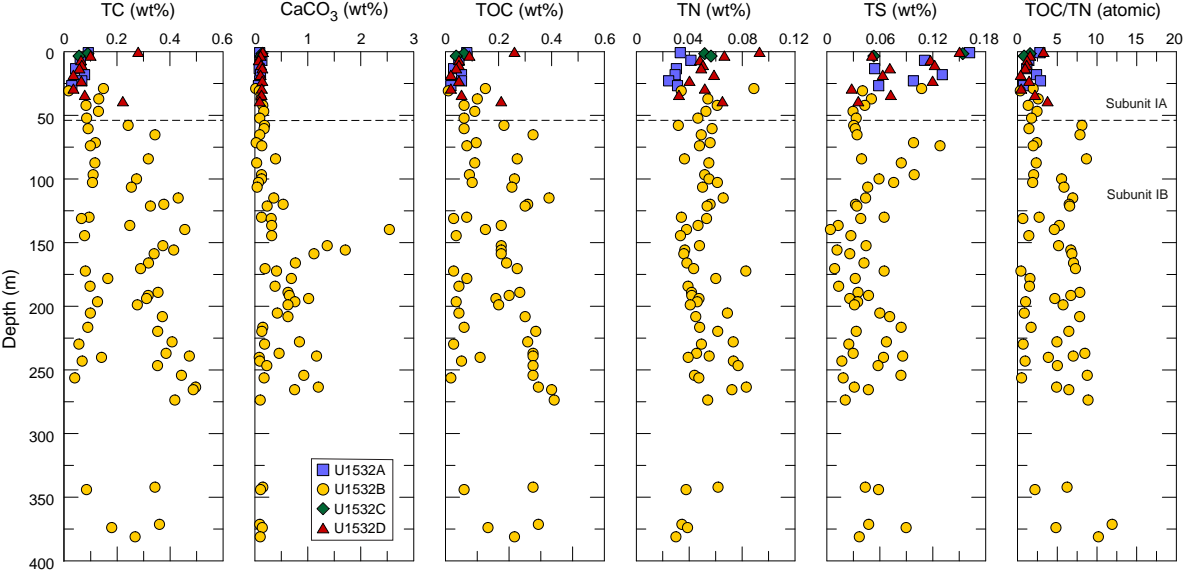 TC (wt%)
CaCO3 (wt%)
TOC (wt%)
TN (wt%)
TS (wt%)
TOC/TN (atomic)
0 0.2 0.4 0.6
0 1 2 3
0 0.2 0.4 0.6
0 0.04 0.08 0.12
0 0.06 0.12 0.18
0 5 10 15 20
0
50
100
150
200
250
300
350
400
Depth (m)
Subunit IA
Subunit IB
U1532A
U1532B
U1532C
U1532D